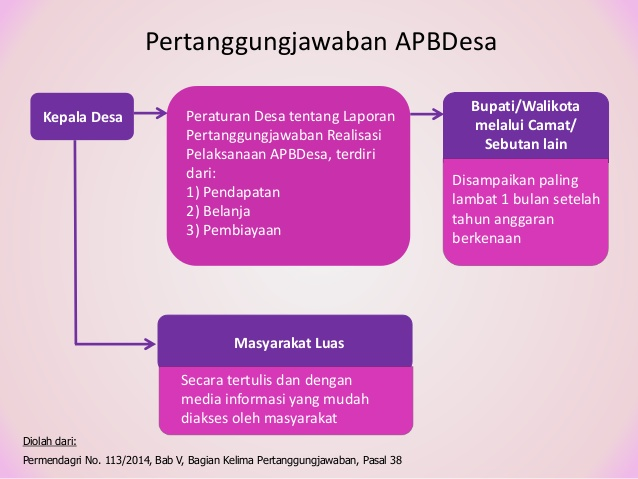 Pertanggungjawaban APBDesa
Kepala Desa
Peraturan Desa tentang Laporan
Pertanggungjawaban Realisasi
Pelaksanaan APBDesa, terdiri
dari:
1) Pendapatan
2) Belanja
3) Pembiayaan
Bupati/Walikota
melalui Camat/
Sebutan lain
Disampaikan paling
lambat 1 bulan setelah
tahun anggaran
berkenaan
Masyarakat Luas
Secara tertulis dan dengan
media informasi yang mudah
diakses oleh masyarakat
Diolah dari:
Permendagri No. 113/2014, Bab V, Bagian Kelima Pertanggungjawaban, Pasal 38